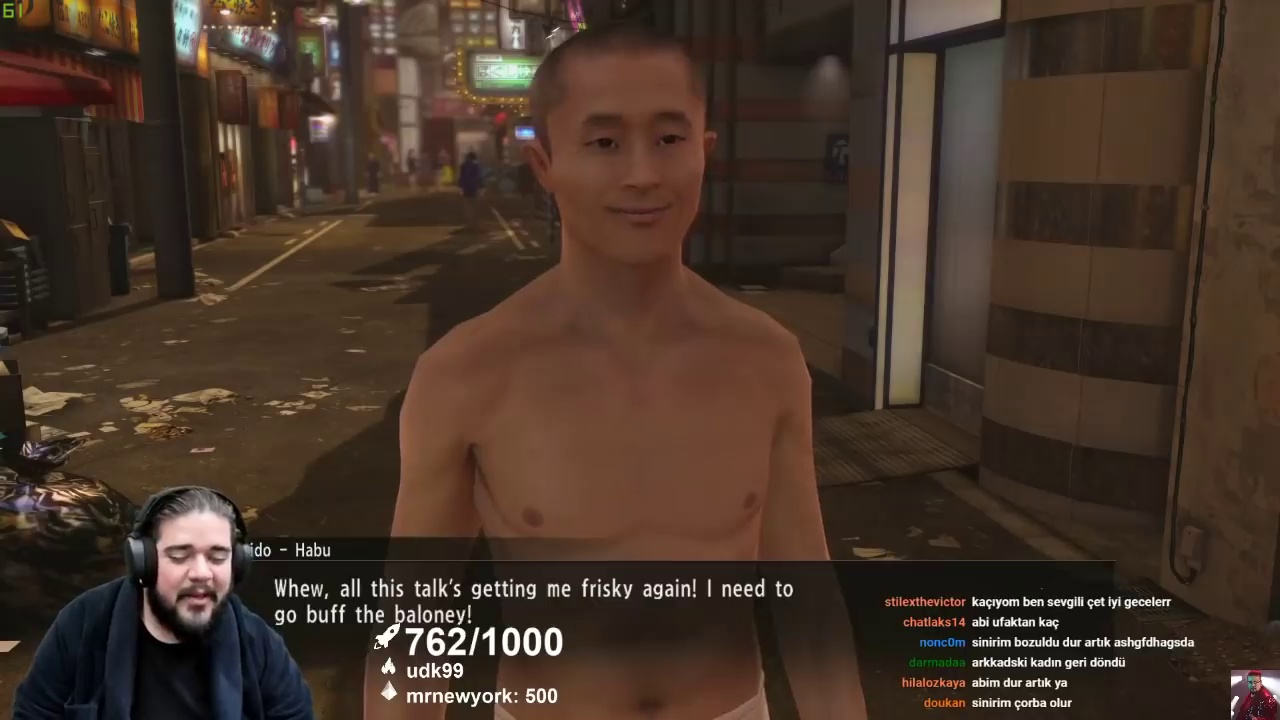 61
ido - Habu
Whew, all this talk's getting me frisky again! I need to
go buff the baloney!
762/1000
udk99
mrnewyork: 500
stilexthevictor kaçıyom ben sevgili çet iyi gecelerr
chatlaks14 abi ufaktan kaç
nonc0m sinirim bozuldu dur artık ashgfdhagsda
darmadaa arkkadski kadın geri döndü
hilalozkaya abim dur artık ya
doukan sinirim çorba olur